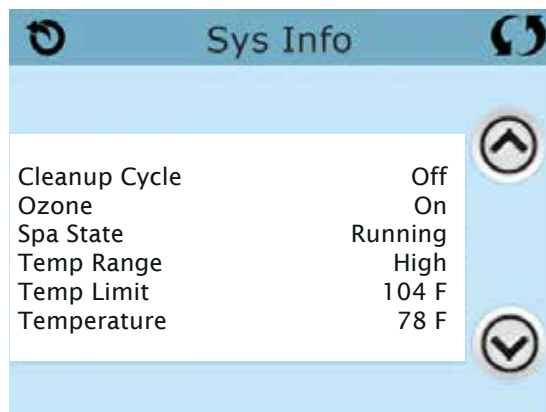 Sys Info
Cleanup Cycle Off
Ozone On
Spa State Running
Temp Range High
Temp Limit 104 F
Temperature 78 F